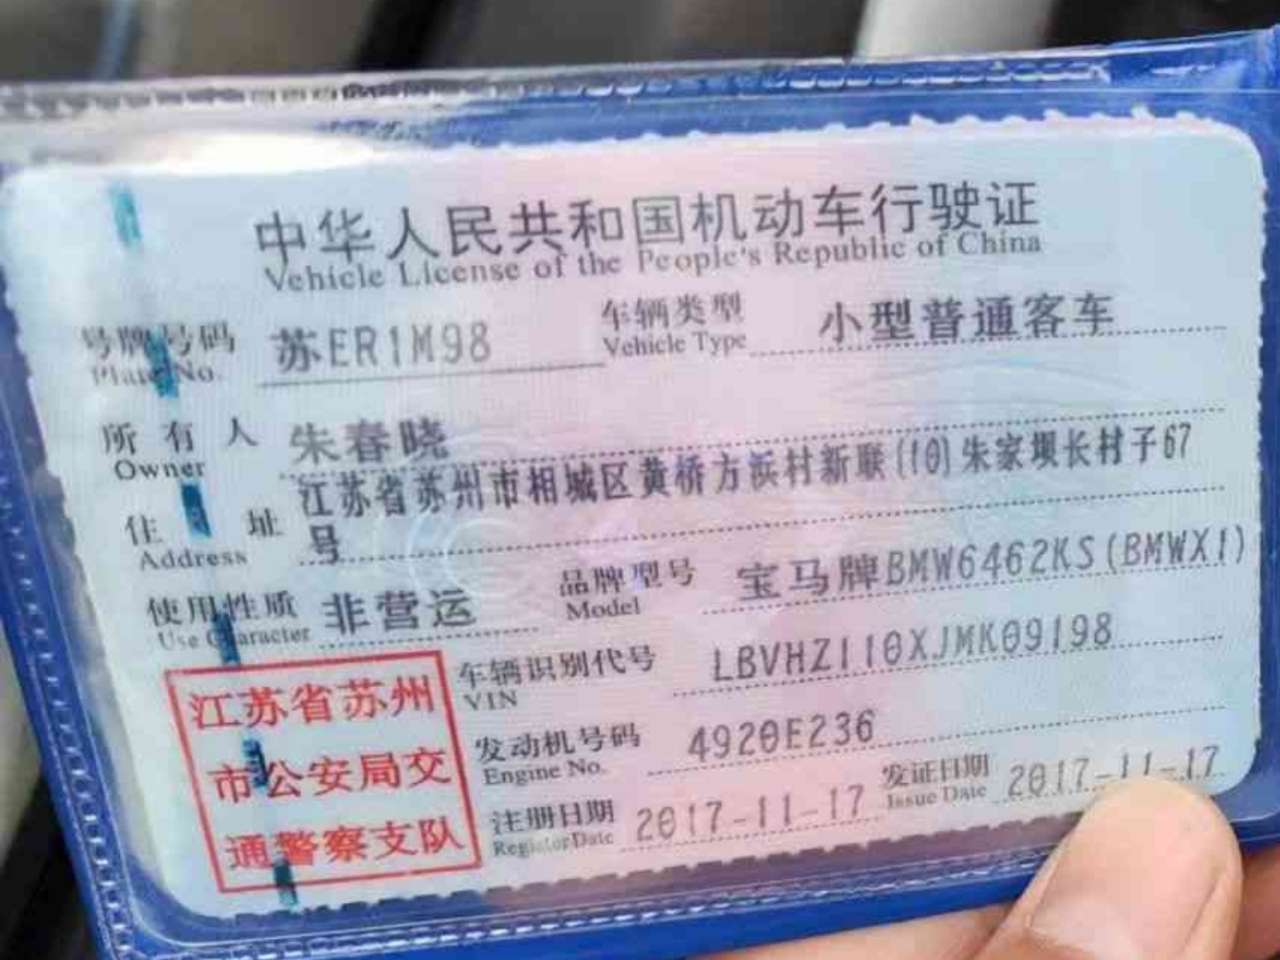 中华人民共和国机动车行驶证
Vehicle License of the People's Republic of China
号牌号码 苏ER1M98 车辆类型 小型普通客车
Plate No. Vehicle Type
所有人 朱春晓
Owner
住址 江苏省苏州市相城区黄桥方浜村新联(10)朱家坝长村子67
Address 号
使用性质 非营运 品牌型号 宝马牌BMW6462KS(BMWX1)
Use Character Model
车辆识别代号 LBVHZ110XJMK09198
VIN
发动机号码 4920E236
Engine No.
注册日期 2017-11-17 发证日期 2017-11-17
Register Date Issue Date
江苏省苏州
市公安局交
通警察支队